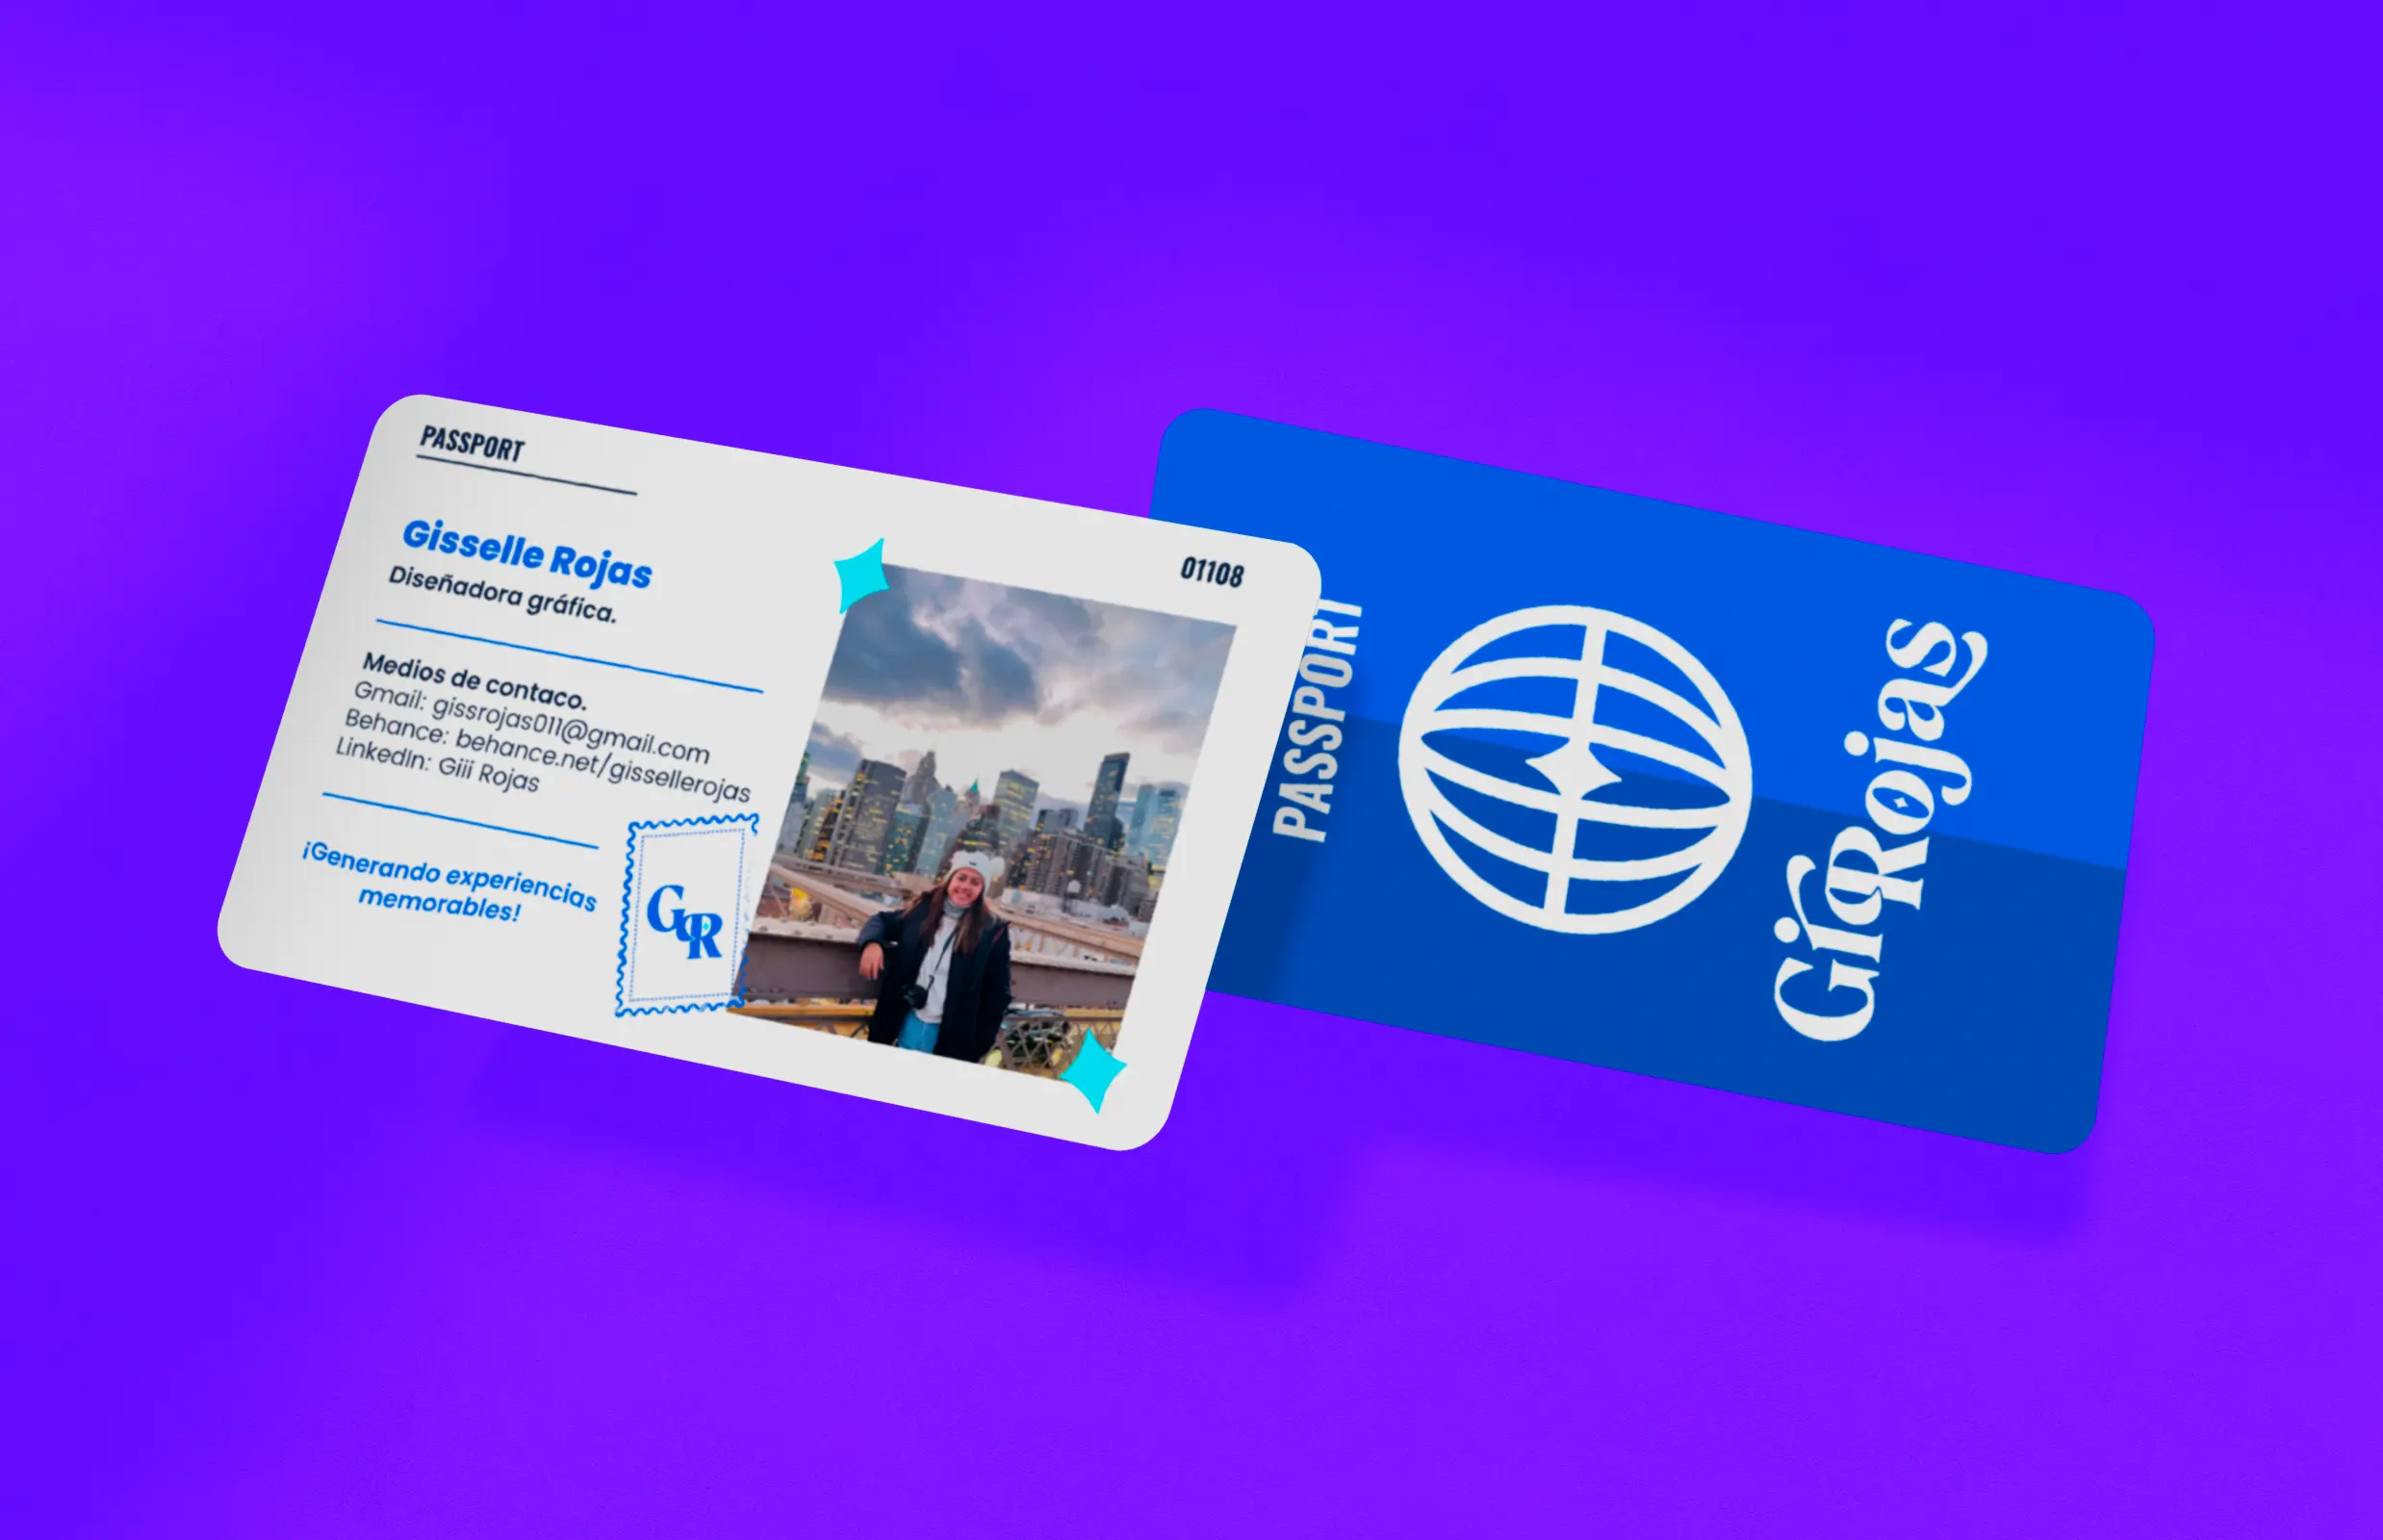 PASSPORT
01108
Gisselle Rojas
Diseñadora gráfica.
Medios de contaco.
Gmail: gissrojas011@gmail.com
Behance: behance.net/gissellerojas
LinkedIn: Giii Rojas
¡Generando experiencias
memorables!
GR
PASSPORT
GiRojas